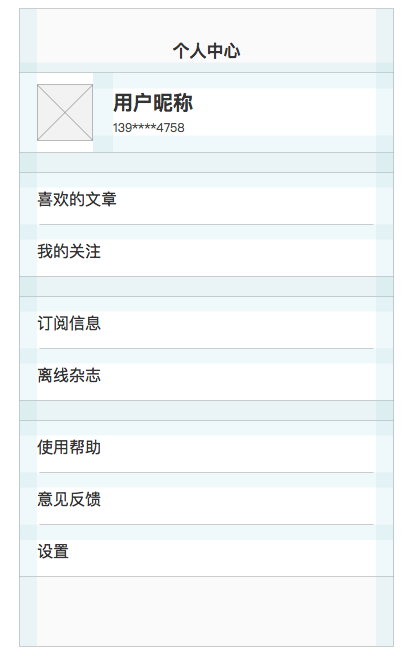 个人中心
用户昵称
139****4758
喜欢的文章
我的关注
订阅信息
离线杂志
使用帮助
意见反馈
设置